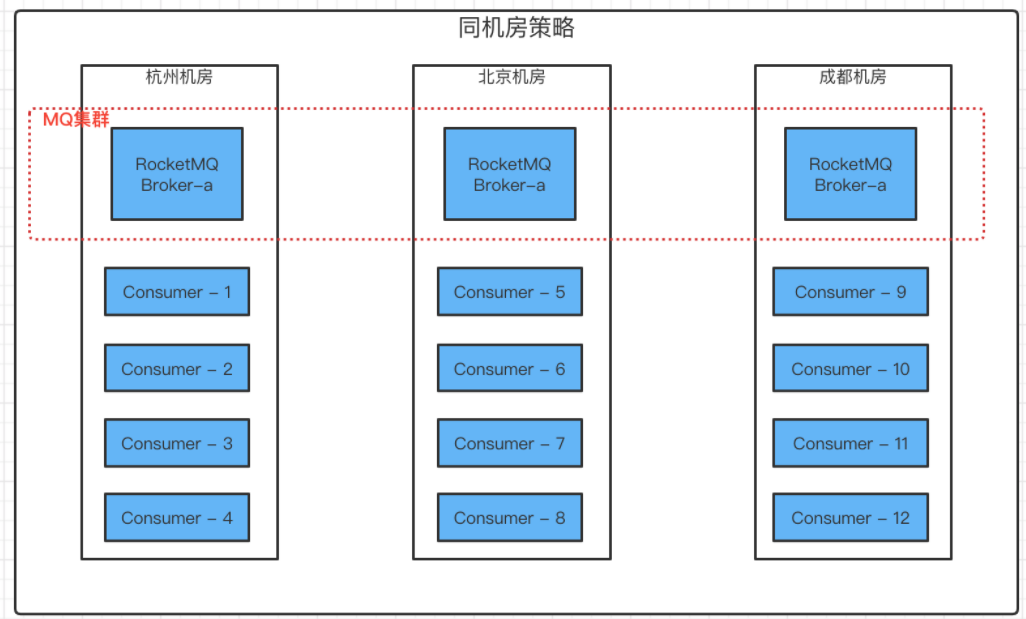 同机房策略
杭州机房
北京机房
成都机房
MQ集群
RocketMQ
Broker-a
RocketMQ
Broker-a
RocketMQ
Broker-a
Consumer - 1
Consumer - 5
Consumer - 9
Consumer - 2
Consumer - 6
Consumer - 10
Consumer - 3
Consumer - 7
Consumer - 11
Consumer - 4
Consumer - 8
Consumer - 12